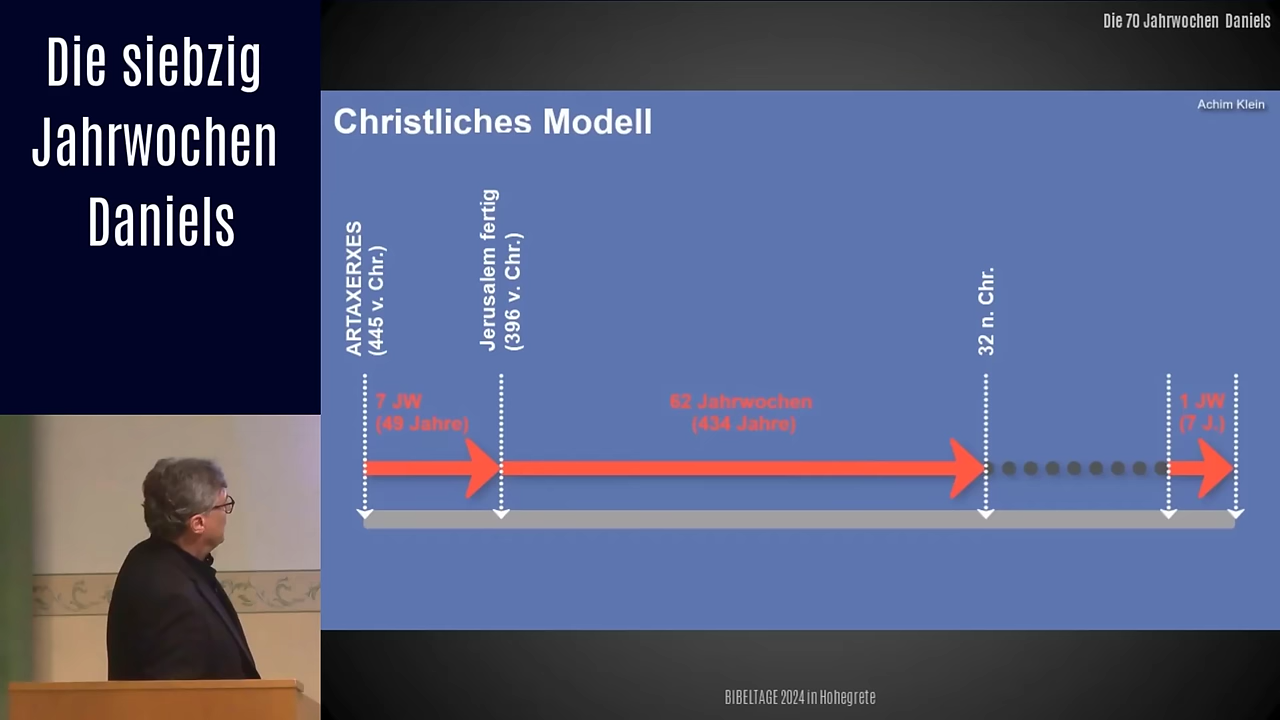 Die siebzig
Jahrwochen
Daniels
Die 70 Jahrwochen Daniels
Christliches Modell
Achim Klein
ARTAXERXES
(445 v. Chr.)
Jerusalem fertig
(396 v. Chr.)
32 n. Chr.
7 JW
(49 Jahre)
62 Jahrwochen
(434 Jahre)
1 JW
(7 J.)
BIBELTAGE 2024 in Hohegrete